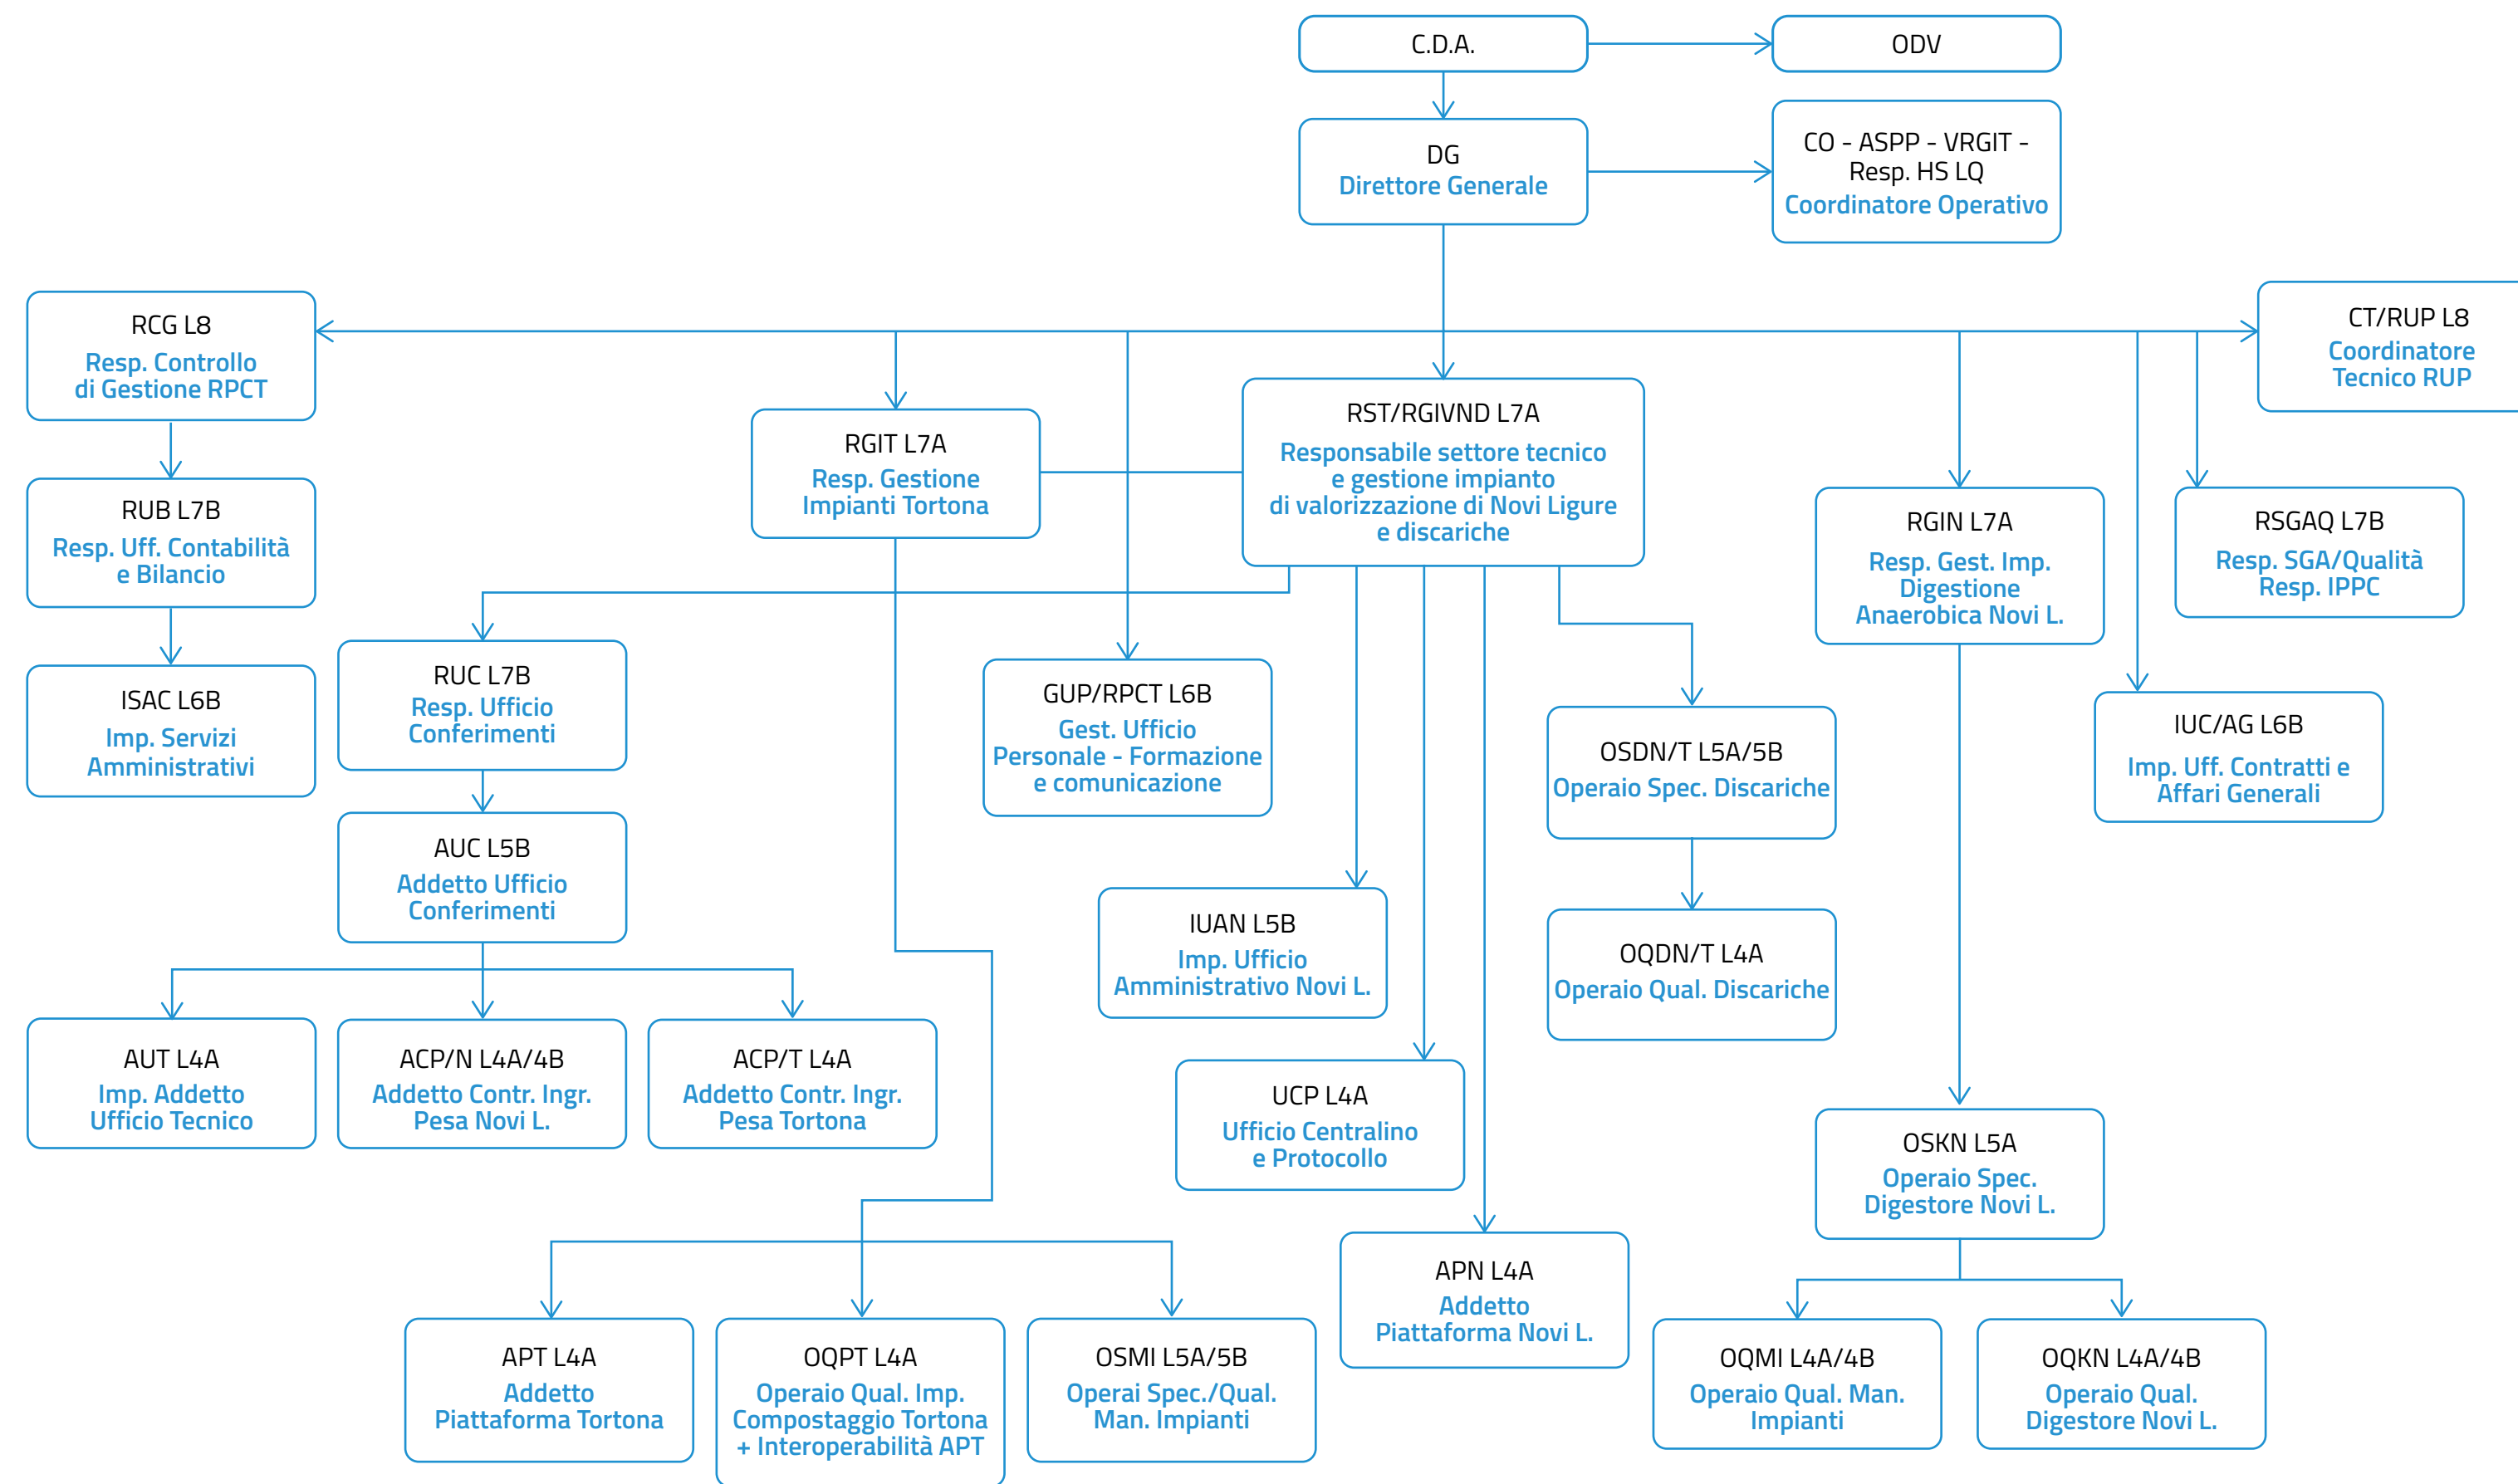 C.D.A.
ODV
DG
Direttore Generale
CO - ASPP - VRGIT -
Resp. HS LQ
Coordinatore Operativo
RCG L8
Resp. Controllo
di Gestione RPCT
CT/RUP L8
Coordinatore
Tecnico RUP
RGIT L7A
Resp. Gestione
Impianti Tortona
RST/RGIVND L7A
Responsabile settore tecnico
e gestione impianto
di valorizzazione di Novi Ligure
e discariche
RUB L7B
Resp. Uff. Contabilità
e Bilancio
RGIN L7A
Resp. Gest. Imp.
Digestione
Anaerobica Novi L.
RSGAQ L7B
Resp. SGA/Qualità
Resp. IPPC
ISAC L6B
Imp. Servizi
Amministrativi
RUC L7B
Resp. Ufficio
Conferimenti
GUP/RPCT L6B
Gest. Ufficio
Personale - Formazione
e comunicazione
OSDN/T L5A/5B
Operaio Spec. Discariche
IUC/AG L6B
Imp. Uff. Contratti e
Affari Generali
AUC L5B
Addetto Ufficio
Conferimenti
IUAN L5B
Imp. Ufficio
Amministrativo Novi L.
OQDN/T L4A
Operaio Qual. Discariche
AUT L4A
Imp. Addetto
Ufficio Tecnico
ACP/N L4A/4B
Addetto Contr. Ingr.
Pesa Novi L.
ACP/T L4A
Addetto Contr. Ingr.
Pesa Tortona
UCP L4A
Ufficio Centralino
e Protocollo
OSKN L5A
Operaio Spec.
Digestore Novi L.
APN L4A
Addetto
Piattaforma Novi L.
APT L4A
Addetto
Piattaforma Tortona
OQPT L4A
Operaio Qual. Imp.
Compostaggio Tortona
+ Interoperabilità APT
OSMI L5A/5B
Operai Spec./Qual.
Man. Impianti
OQMI L4A/4B
Operaio Qual. Man.
Impianti
OQKN L4A/4B
Operaio Qual.
Digestore Novi L.